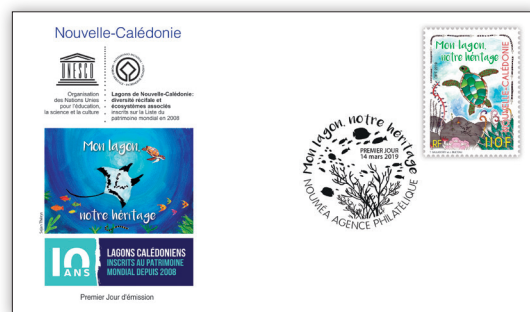 Nouvelle-Calédonie
UNESCO
Organisation
des Nations Unies
pour l'éducation,
la science et la culture
Lagons de Nouvelle-Calédonie:
diversité récifale et
écosystèmes associés
inscrits sur la Liste du
patrimoine mondial en 2008
Mon lagon,
notre héritage
10
ANS
LAGONS CALÉDONIENS
INSCRITS AU PATRIMOINE
MONDIAL DEPUIS 2008
Premier Jour d'émission
Mon lagon, notre héritage
PREMIER JOUR
14 mars 2019
NOUMÉA AGENCE PHILATÉLIQUE
Mon lagon,
notre héritage
NOUVELLE-CALÉDONIE
RF
110F